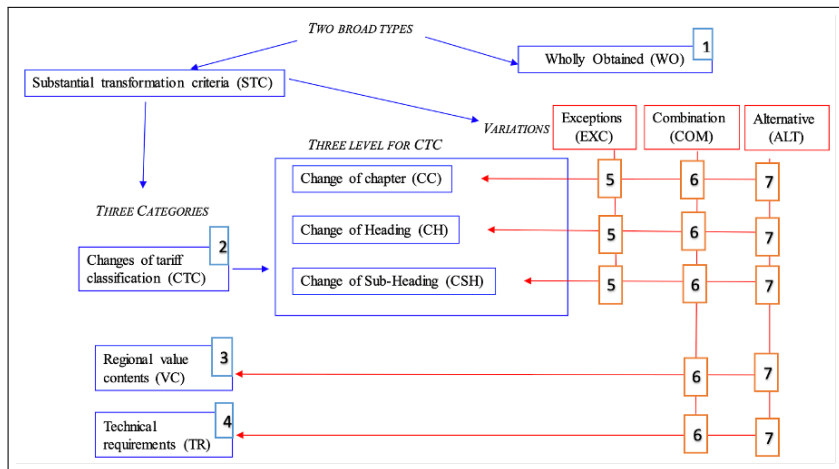 TWO BROAD TYPES
1
Wholly Obtained (WO)
Substantial transformation criteria (STC)
VARIATIONS
Exceptions
(EXC)
Combination
(COM)
Alternative
(ALT)
THREE LEVEL FOR CTC
Change of chapter (CC)
5
6
7
THREE CATEGORIES
Change of Heading (CH)
5
6
7
2
Changes of tariff
classification (CTC)
Change of Sub-Heading (CSH)
5
6
7
3
Regional value
contents (VC)
6
7
4
Technical
requirements (TR)
6
7